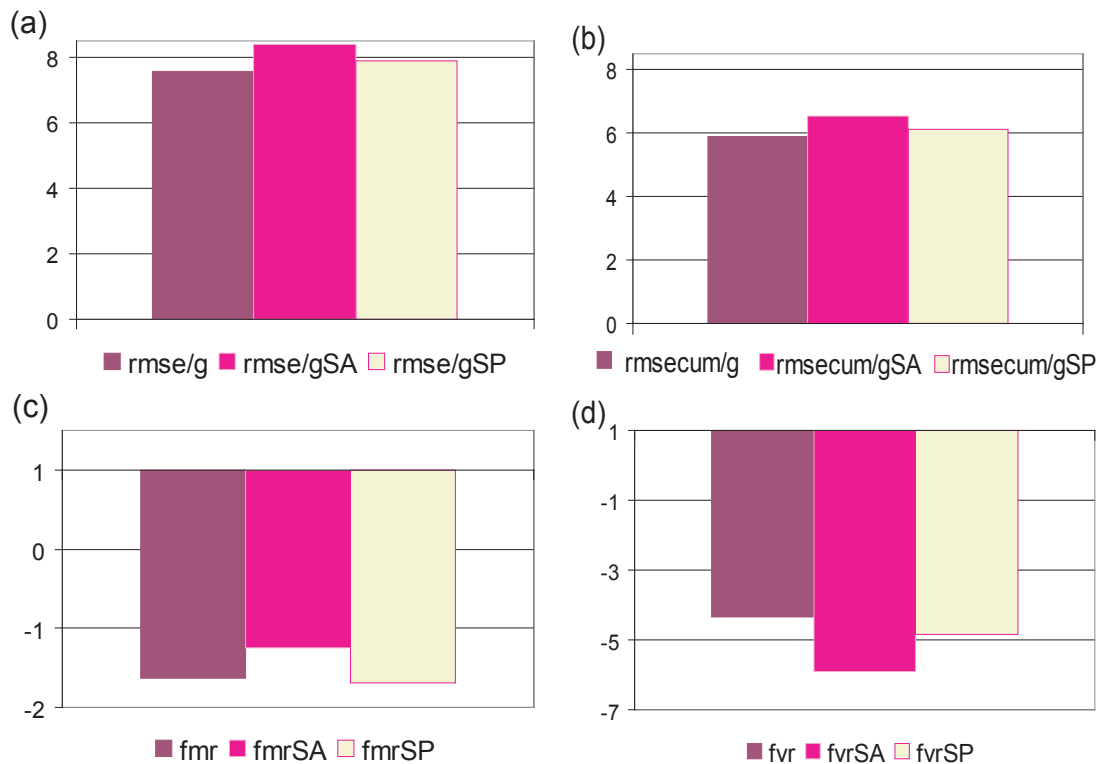 (a)
8
6
4
2
0
rmse/g rmse/gSA rmse/gSP
(b)
8
6
4
2
0
rmsecum/g rmsecum/gSA rmsecum/gSP
(c)
1
0
-1
-2
fmr fmrSA fmrSP
(d)
1
-1
-3
-5
-7
fvr fvrSA fvrSP